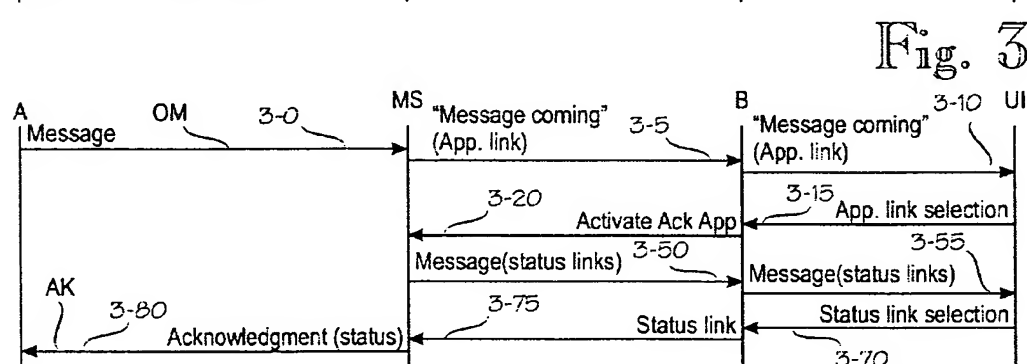 Fig. 3
A
OM
3-0
MS
"Message coming"
(App. link)
3-5
B
3-10
UI
"Message coming"
(App. link)
Message
3-15
App. link selection
3-20
Activate Ack App
3-55
Message(status links)
3-50
Message(status links)
AK
3-80
Acknowledgment (status)
3-75
Status link
Status link selection
3-70